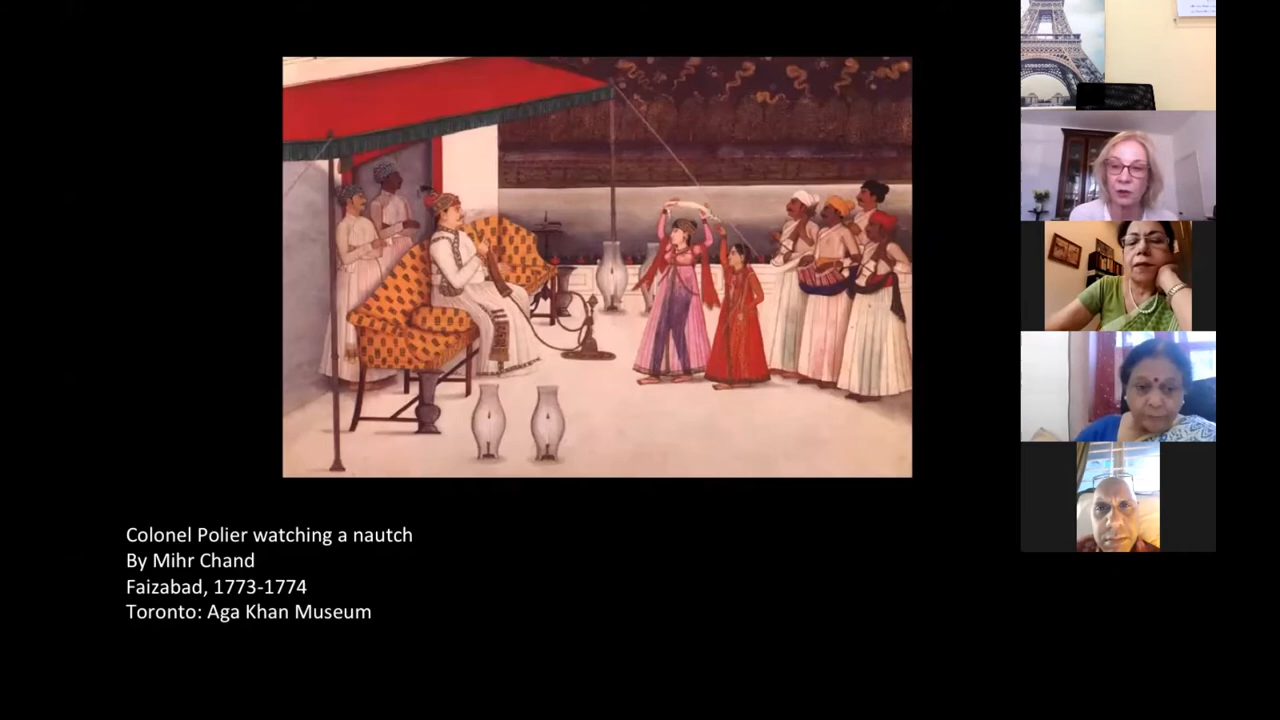 Colonel Polier watching a nautch
By Mihr Chand
Faizabad, 1773-1774
Toronto: Aga Khan Museum